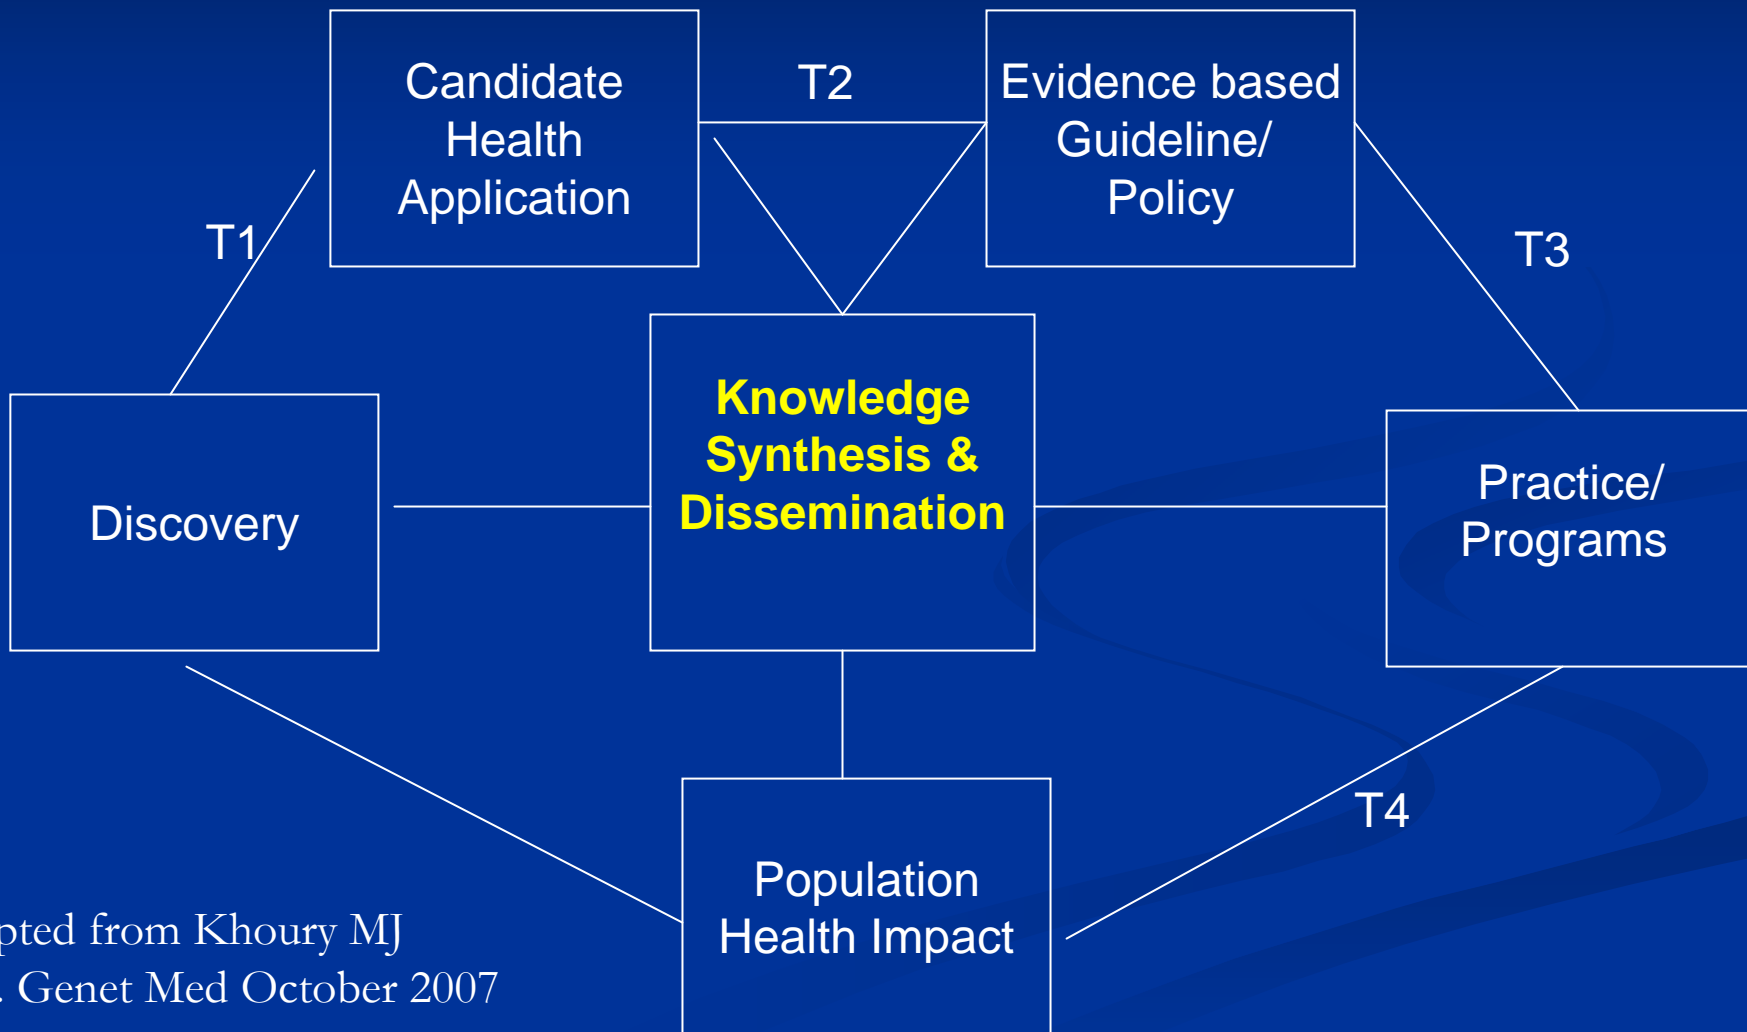 Candidate
Health
Application
T2
Evidence based
Guideline/
Policy
T1
T3
Knowledge
Synthesis &
Dissemination
Discovery
Practice/
Programs
T4
Population
Health Impact
from Khoury MJ
Genet Med October 2007